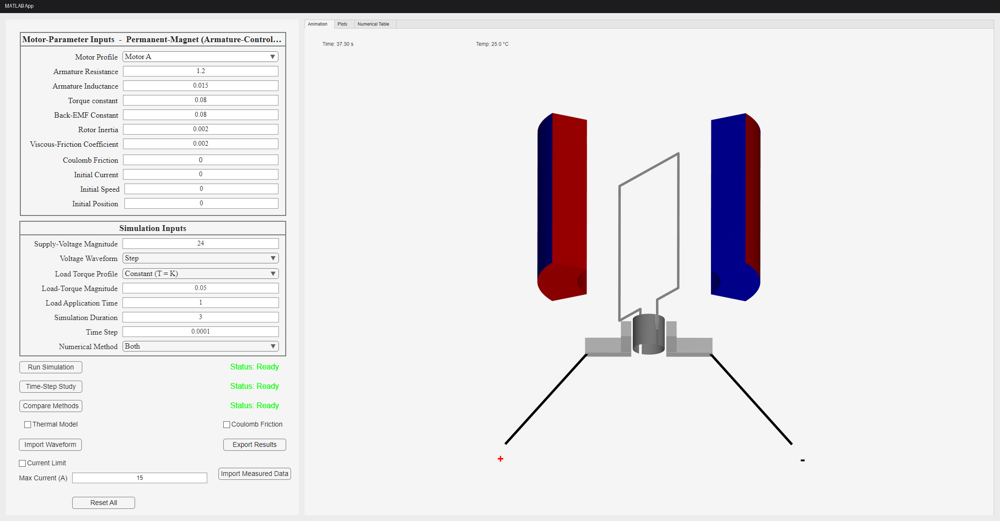 MATLAB App
Motor-Parameter Inputs - Permanent-Magnet (Armature-Control...
Motor Profile Motor A
Armature Resistance 1.2
Armature Inductance 0.015
Torque constant 0.08
Back-EMF Constant 0.08
Rotor Inertia 0.002
Viscous-Friction Coefficient 0.002
Coulomb Friction 0
Initial Current 0
Initial Speed 0
Initial Position 0
Simulation Inputs
Supply-Voltage Magnitude 24
Voltage Waveform Step
Load Torque Profile Constant (T = K)
Load-Torque Magnitude 0.05
Load Application Time 1
Simulation Duration 3
Time Step 0.0001
Numerical Method Both
Run Simulation Status: Ready
Time-Step Study Status: Ready
Compare Methods Status: Ready
Thermal Model Coulomb Friction
Import Waveform Export Results
Current Limit
Max Current (A) 15 Import Measured Data
Reset All
Animation Plots Numerical Table
Time: 37.30 s Temp: 25.0 °C
+ -